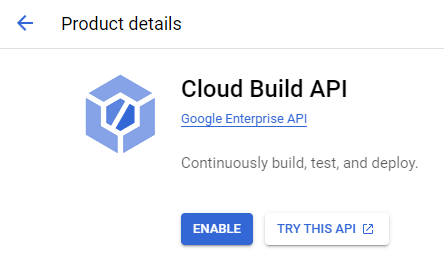 Product details
Cloud Build API
Google Enterprise API
Continuously build, test, and deploy.
ENABLE
TRY THIS API